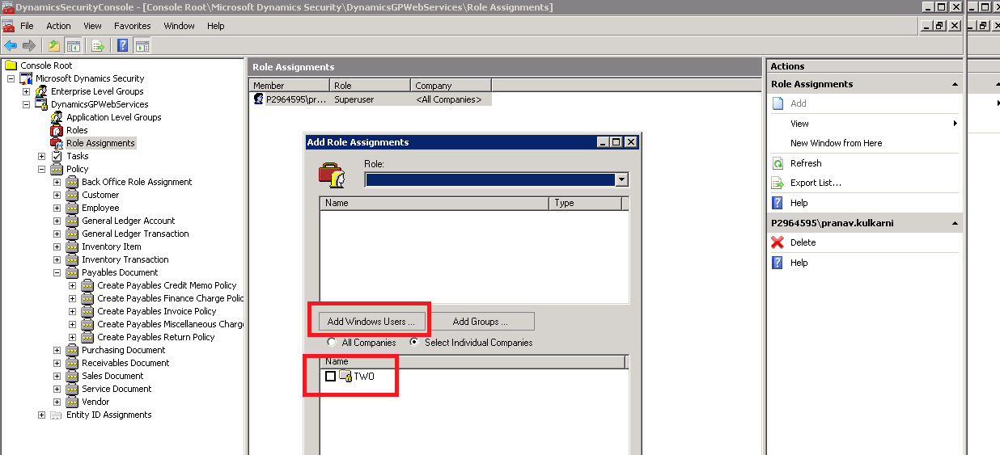 DynamicsSecurityConsole - [Console Root\Microsoft Dynamics Security\DynamicsGPWebServices\Role Assignments]
File Action View Favorites Window Help
Console Root
Microsoft Dynamics Security
Enterprise Level Groups
DynamicsGPWebServices
Application Level Groups
Roles
Role Assignments
Tasks
Policy
Back Office Role Assignment
Customer
Employee
General Ledger Account
General Ledger Transaction
Inventory Item
Inventory Transaction
Payables Document
Create Payables Credit Memo Policy
Create Payables Finance Charge Polic
Create Payables Invoice Policy
Create Payables Miscellaneous Charge
Create Payables Return Policy
Purchasing Document
Receivables Document
Sales Document
Service Document
Vendor
Entity ID Assignments
Role Assignments
Member Role Company
P2964595\pr... Superuser <All Companies>
Add Role Assignments
Role:
Name Type
Add Windows Users ... Add Groups ...
All Companies Select Individual Companies
Name
TWO
Actions
Role Assignments
Add
View
New Window from Here
Refresh
Export List...
Help
P2964595\pranav.kulkarni
Delete
Help